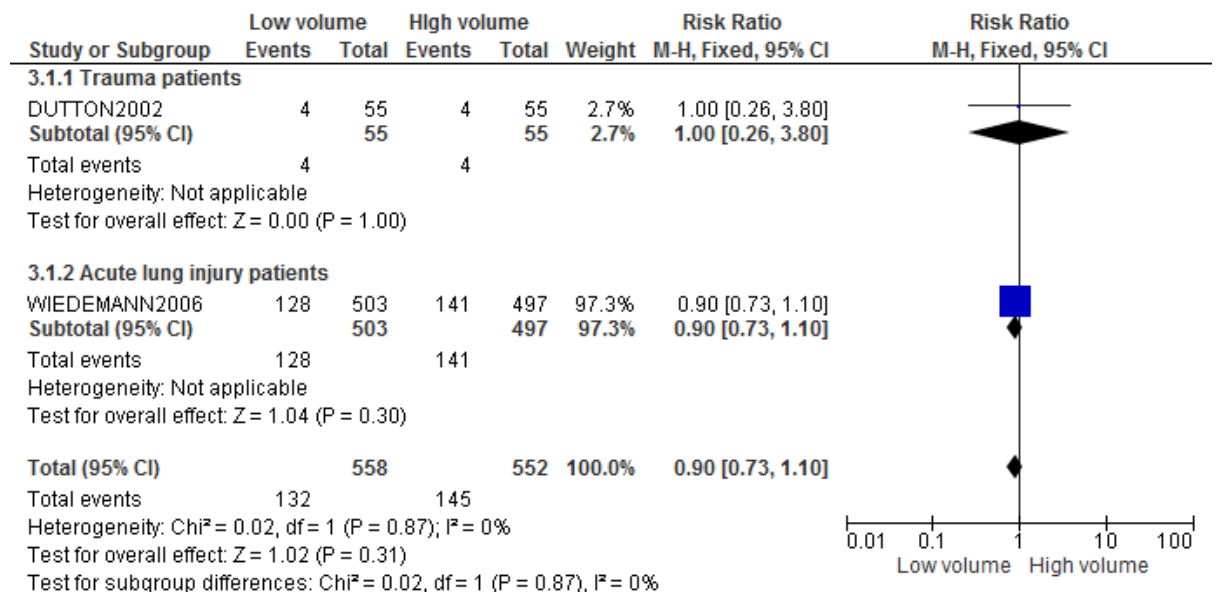 Low volume High volume Risk Ratio Risk Ratio
Study or Subgroup Events Total Events Total Weight M-H, Fixed, 95% CI M-H, Fixed, 95% CI
3.1.1 Trauma patients
DUTTON2002 4 55 4 55 2.7% 1.00 [0.26, 3.80]
Subtotal (95% CI) 55 55 2.7% 1.00 [0.26, 3.80]
Total events 4 4
Heterogeneity: Not applicable
Test for overall effect: Z = 0.00 (P = 1.00)
3.1.2 Acute lung injury patients
WIEDEMANN2006 128 503 141 497 97.3% 0.90 [0.73, 1.10]
Subtotal (95% CI) 503 497 97.3% 0.90 [0.73, 1.10]
Total events 128 141
Heterogeneity: Not applicable
Test for overall effect: Z = 1.04 (P = 0.30)
Total (95% CI) 558 552 100.0% 0.90 [0.73, 1.10]
Total events 132 145
Heterogeneity: Chi² = 0.02, df = 1 (P = 0.87); I² = 0%
Test for overall effect: Z = 1.02 (P = 0.31)
Test for subgroup differences: Chi² = 0.02, df = 1 (P = 0.87), I² = 0%
0.01 0.1 1 10 100
Low volume High volume